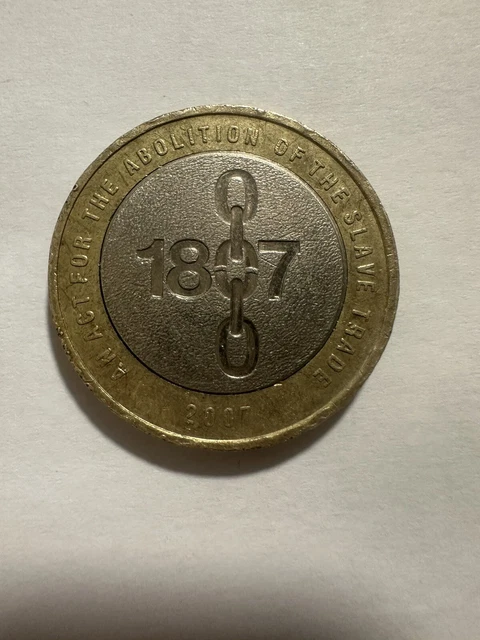 AN ACT FOR THE ABOLITION OF THE SLAVE TRADE
1807
2007